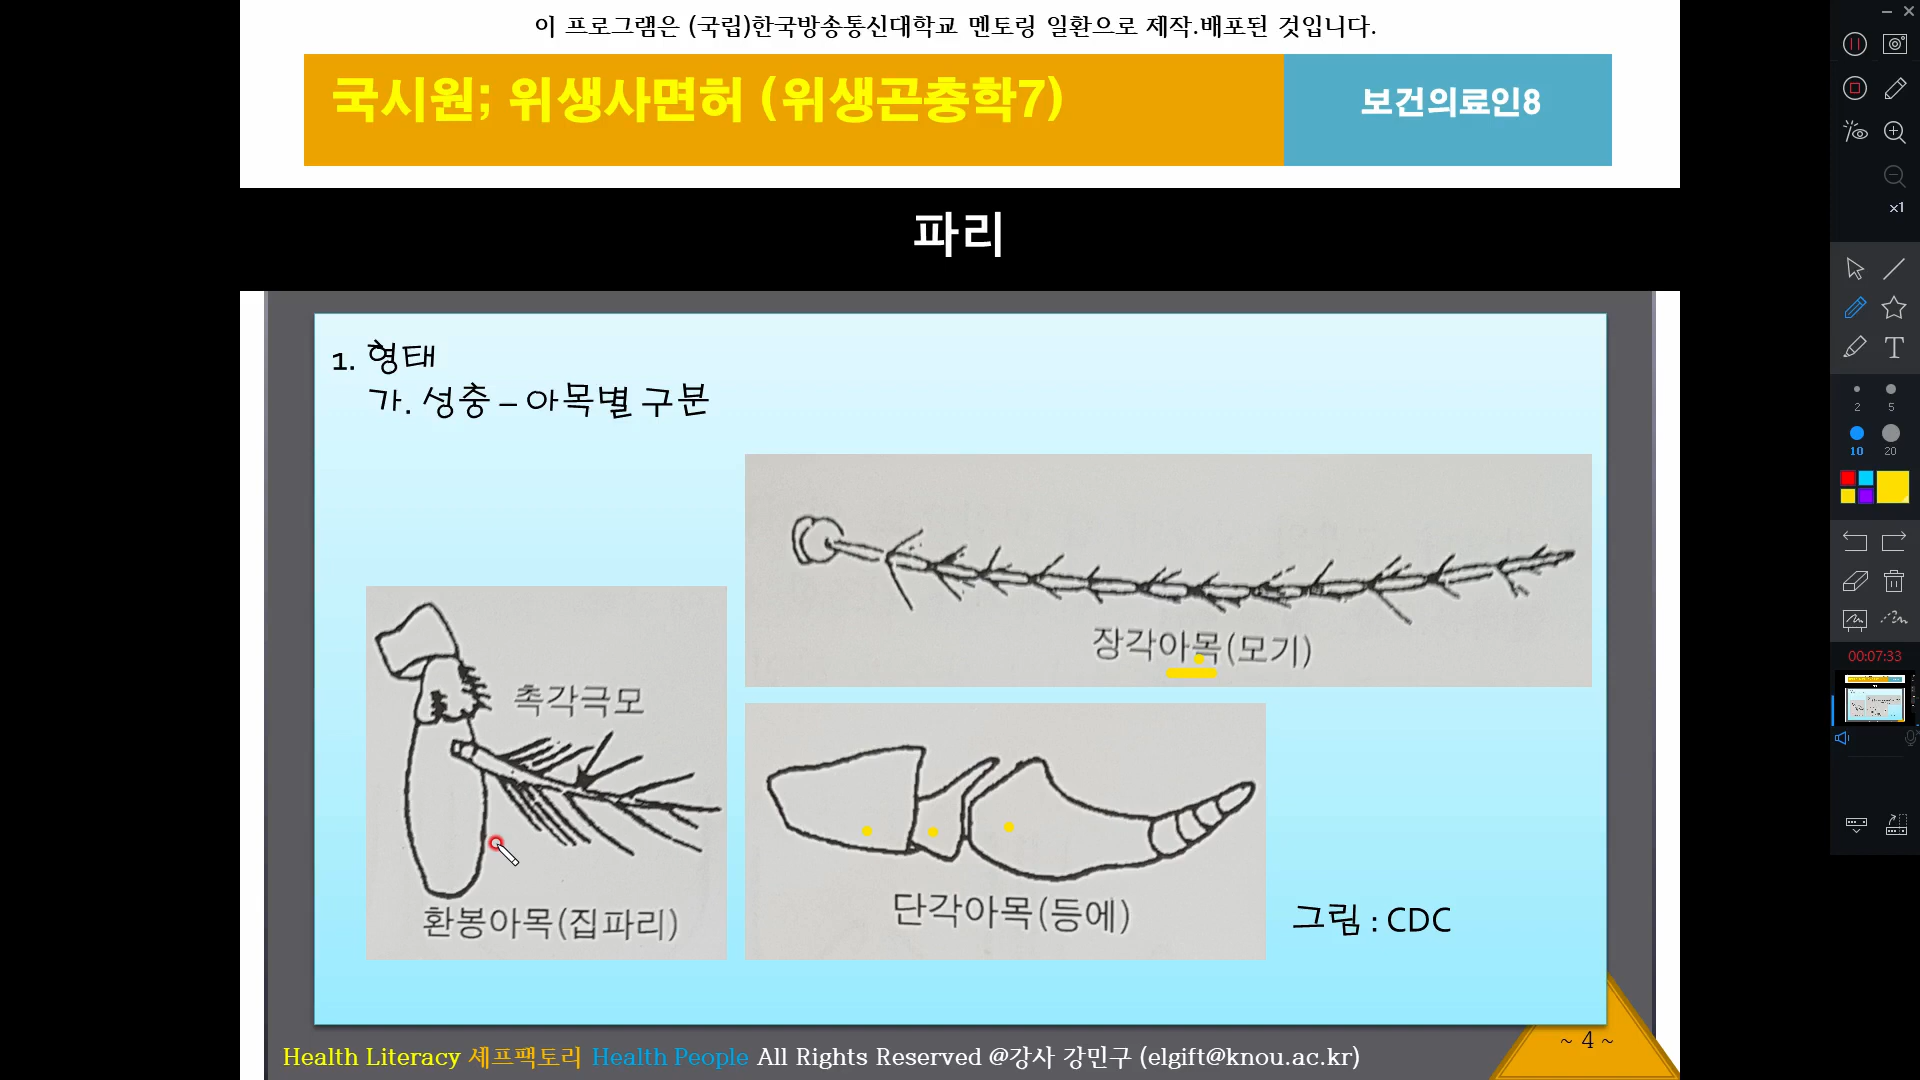 이 프로그램은 (국립)한국방송통신대학교 멘토링 일환으로 제작.배포된 것입니다.
국시원; 위생사면허 (위생곤충학7)
보건의료인8
파리
1. 형태
가. 성충 – 아목별 구분
장각아목(모기)
촉각극모
환봉아목(집파리)
단각아목(등에)
그림 : CDC
Health Literacy 셰프팩토리 Health People All Rights Reserved @강사 강민구 (elgift@knou.ac.kr)
~ 4 ~
x1
T
2 5
10 20
00:07:33